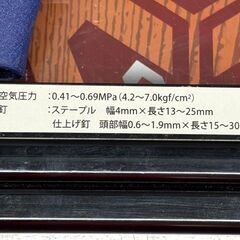 空気圧力　：0.41～0.69MPa（4.2～7.0kgf/cm²）
釘　　　　：ステープル　幅4mm×長さ13～25mm
仕上げ釘　頭部幅0.6～1.9mm×長さ15～30